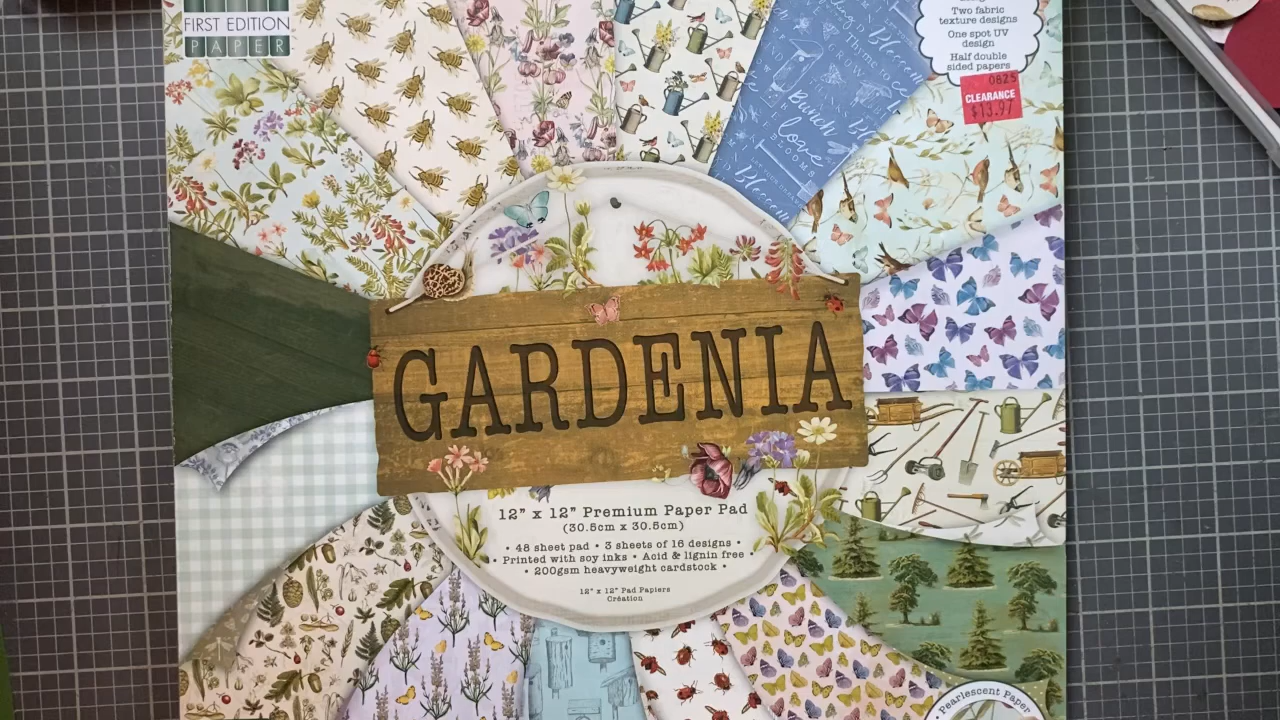 FIRST EDITION
PAPER
Two fabric
texture designs
One spot UV
design
Half double
sided papers
0825
CLEARANCE
$13.97
Bunch
love
BLOOMS
Blossom
GARDENIA
12" x 12" Premium Paper Pad
(30.5cm x 30.5cm)
• 48 sheet pad • 3 sheets of 16 designs •
• Printed with soy inks • Acid & lignin free •
• 200gsm heavyweight cardstock •
12" x 12" Pad Papiers
Création
Pearlescent Paper